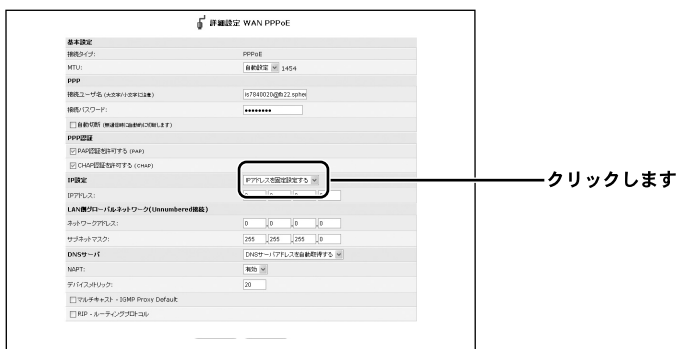 詳細設定 WAN PPPoE
基本設定
接続タイプ: PPPoE
MTU: 自動設定 1454
PPP
接続ユーザ名 (大文字/小文字に注意) is7840020@fb22.spher
接続パスワード: ●●●●●●●●
自動切断 (無通信時に自動的に切断します)
PPP認証
PAP認証を許可する (PAP)
CHAP認証を許可する (CHAP)
IP設定 IPアドレスを固定設定する
クリックします
IPアドレス:
LAN側グローバルネットワーク(Unnumbered接続)
ネットワークアドレス: 0 .0 .0 .0
サブネットマスク: 255 .255 .255 .0
DNSサーバ DNSサーバアドレスを自動取得する
NAPT: 有効
デバイスメトリック: 20
マルチキャスト - IGMP Proxy Default
RIP - ルーティングプロトコル